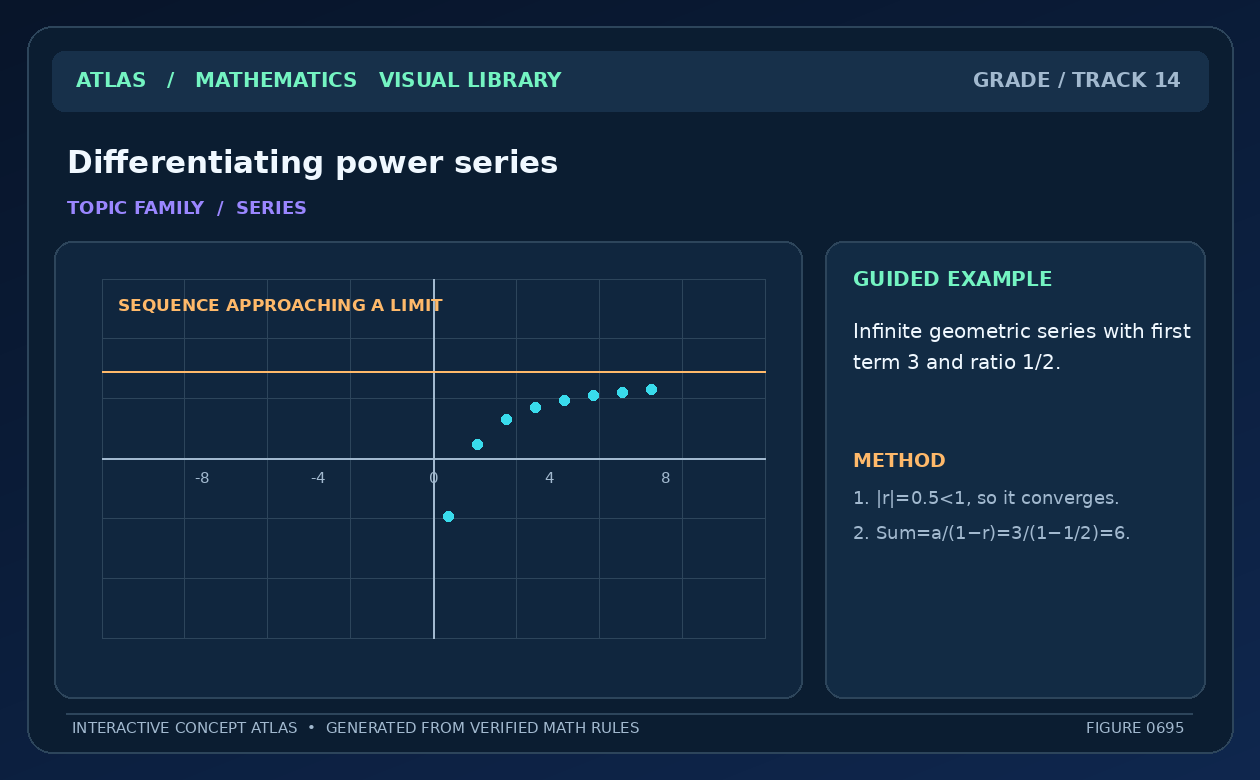 ATLAS / MATHEMATICS VISUAL LIBRARY
GRADE / TRACK 14
Differentiating power series
TOPIC FAMILY / SERIES
SEQUENCE APPROACHING A LIMIT
-8 -4 0 4 8
GUIDED EXAMPLE
Infinite geometric series with first
term 3 and ratio 1/2.
METHOD
1. |r|=0.5<1, so it converges.
2. Sum=a/(1−r)=3/(1−1/2)=6.
INTERACTIVE CONCEPT ATLAS • GENERATED FROM VERIFIED MATH RULES
FIGURE 0695